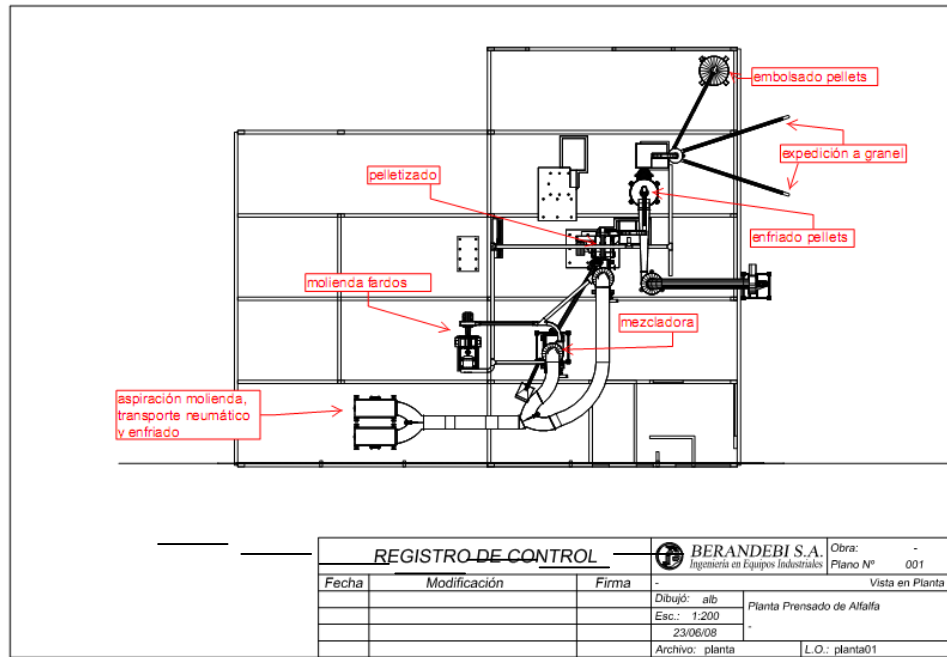 embolsado pellets
expedición a granel
pelletizado
enfriado pellets
molienda fardos
mezcladora
aspiración molienda,
transporte neumático
y enfriado
REGISTRO DE CONTROL
BERANDEBI S.A.
Ingeniería en Equipos Industriales
Obra: -
Plano Nº 001
Fecha Modificación Firma
- Vista en Planta
Dibujó: alb
Esc.: 1:200
23/06/08
Planta Prensado de Alfalfa
-
Archivo: planta
L.O.: planta01